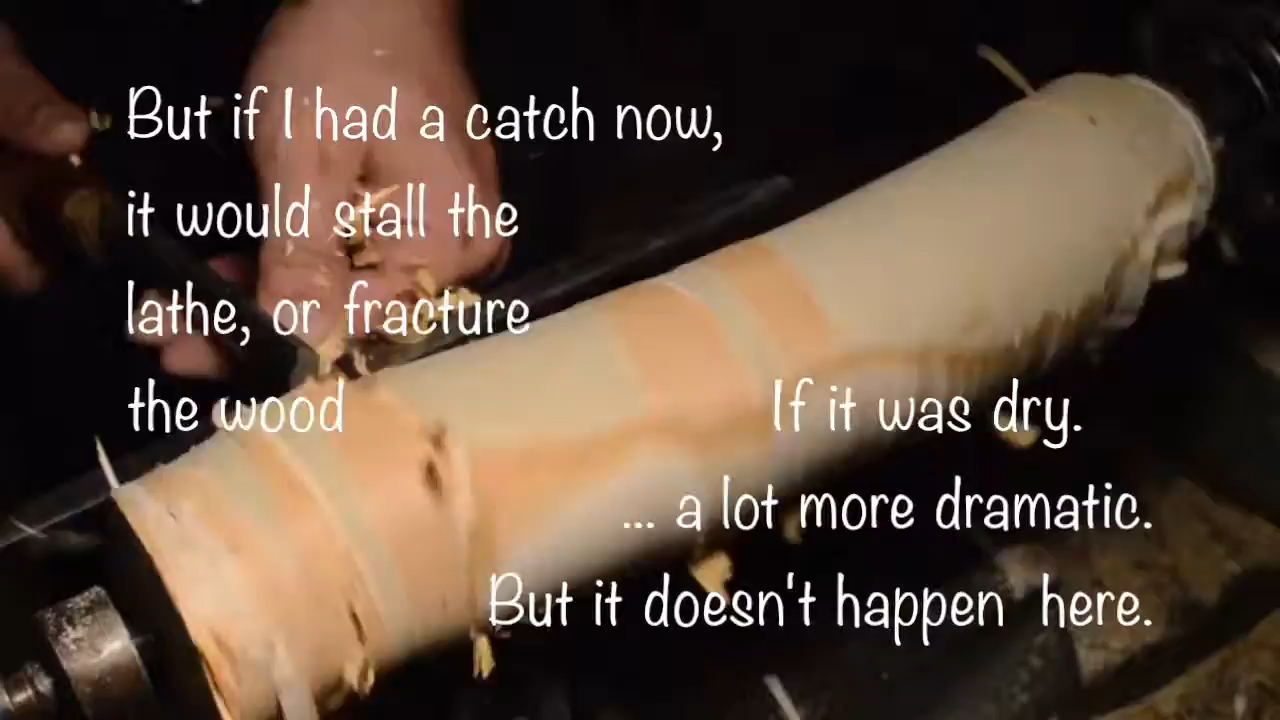 But if I had a catch now,
it would stall the
lathe, or fracture
the wood
If it was dry.
... a lot more dramatic.
But it doesn't happen here.